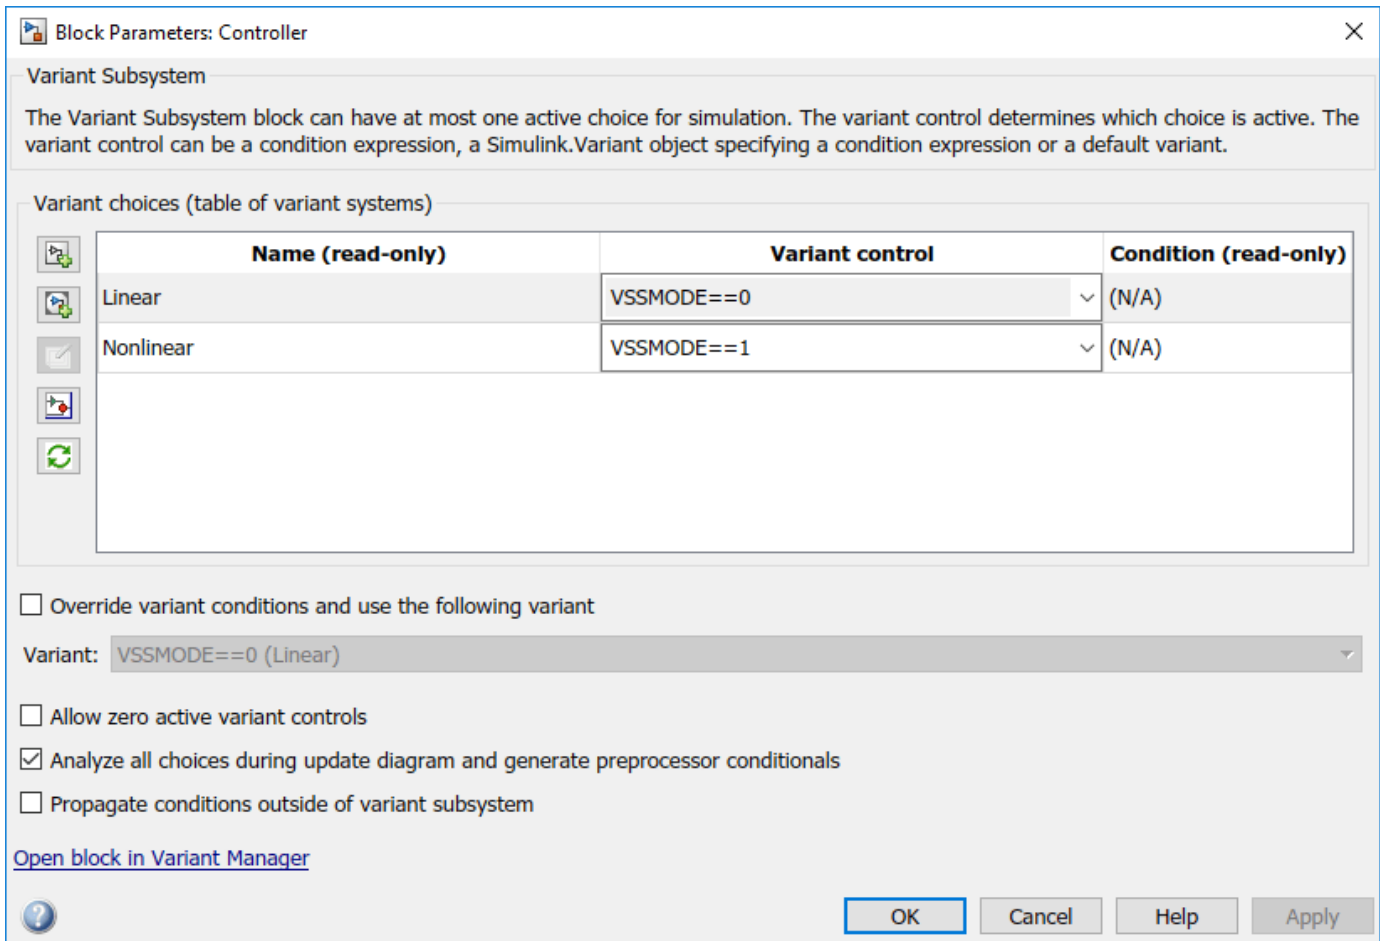 Block Parameters: Controller
Variant Subsystem
The Variant Subsystem block can have at most one active choice for simulation. The variant control determines which choice is active. The
variant control can be a condition expression, a Simulink.Variant object specifying a condition expression or a default variant.
Variant choices (table of variant systems)
Name (read-only) Variant control Condition (read-only)
Linear VSSMODE==0 (N/A)
Nonlinear VSSMODE==1 (N/A)
Override variant conditions and use the following variant
Variant: VSSMODE==0 (Linear)
Allow zero active variant controls
Analyze all choices during update diagram and generate preprocessor conditionals
Propagate conditions outside of variant subsystem
Open block in Variant Manager
? OK Cancel Help Apply